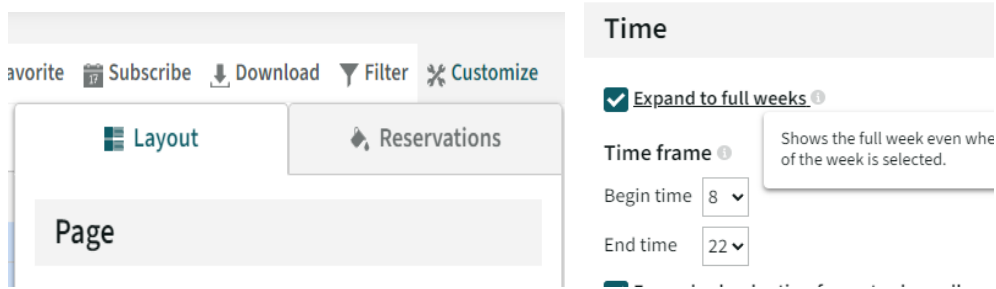 avorite Subscribe Download Filter Customize
Layout Reservations
Page
Time
Expand to full weeks
Shows the full week even whe
of the week is selected.
Time frame
Begin time 8
End time 22